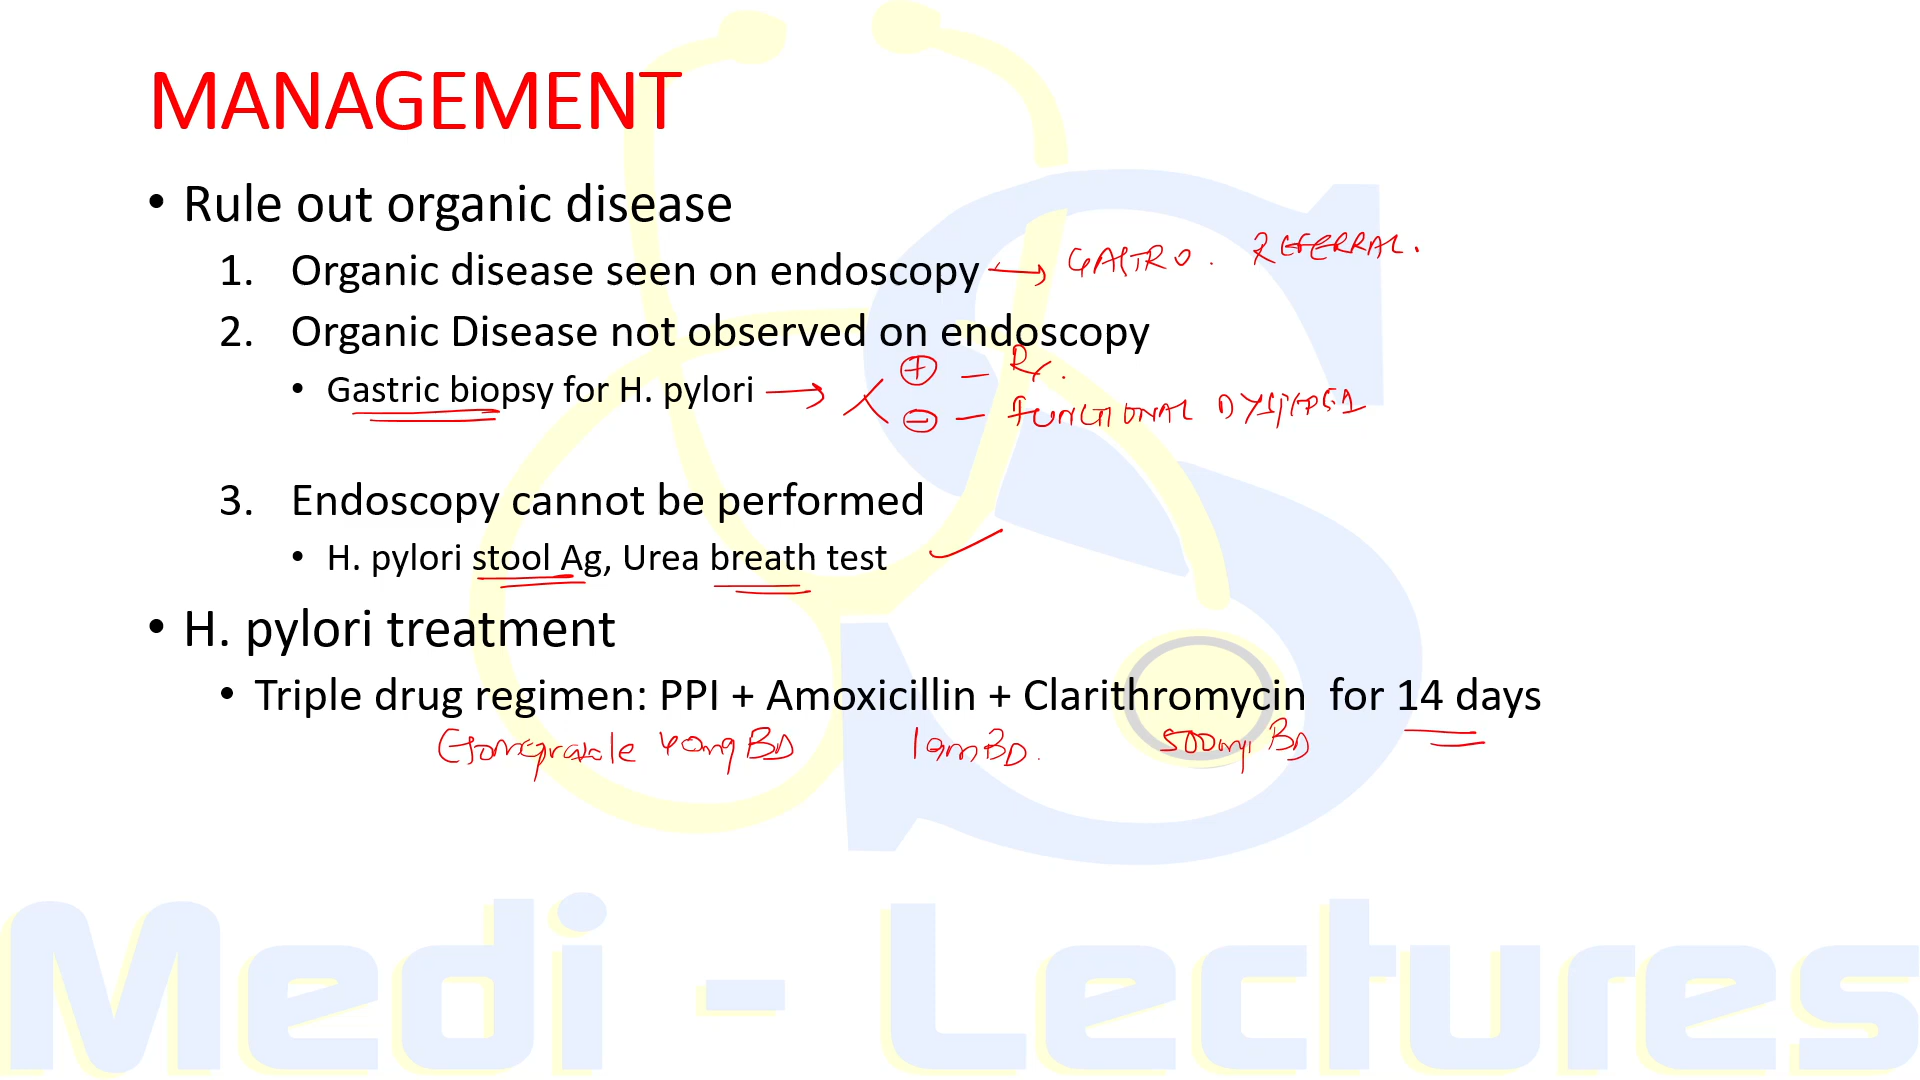 MANAGEMENT
• Rule out organic disease
1. Organic disease seen on endoscopy → GASTRO. REFERRAL.
2. Organic Disease not observed on endoscopy
• Gastric biopsy for H. pylori → + – Rx.
– – FUNCTIONAL DYSPEPSIA
3. Endoscopy cannot be performed
• H. pylori stool Ag, Urea breath test ✓
• H. pylori treatment
• Triple drug regimen: PPI + Amoxicillin + Clarithromycin for 14 days
40mg BD 1gm BD. 500mg BD
Medi - Lectures